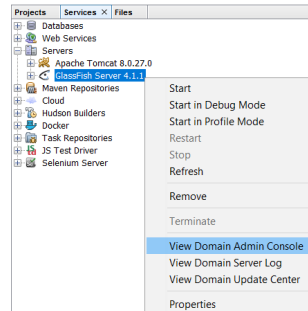 Projects Services × Files
Databases
Web Services
Servers
Apache Tomcat 8.0.27.0
GlassFish Server 4.1.1
Maven Repositories
Cloud
Hudson Builders
Docker
Task Repositories
JS Test Driver
Selenium Server
Start
Start in Debug Mode
Start in Profile Mode
Restart
Stop
Refresh
Remove
Terminate
View Domain Admin Console
View Domain Server Log
View Domain Update Center
Properties